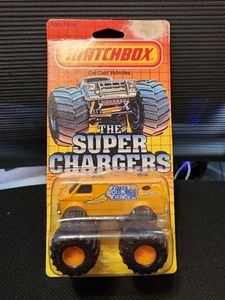 MATCHBOX
Die Cast Vehicles
THE
SUPER
CHARGERS